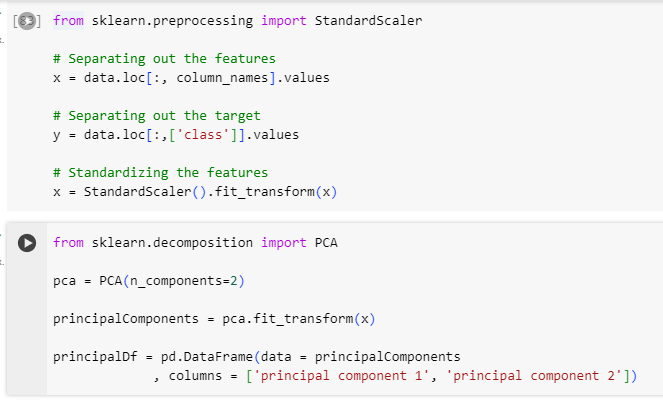 [33] from sklearn.preprocessing import StandardScaler
# Separating out the features
x = data.loc[:, column_names].values
# Separating out the target
y = data.loc[:,['class']].values
# Standardizing the features
x = StandardScaler().fit_transform(x)
from sklearn.decomposition import PCA
pca = PCA(n_components=2)
principalComponents = pca.fit_transform(x)
principalDf = pd.DataFrame(data = principalComponents
, columns = ['principal component 1', 'principal component 2'])